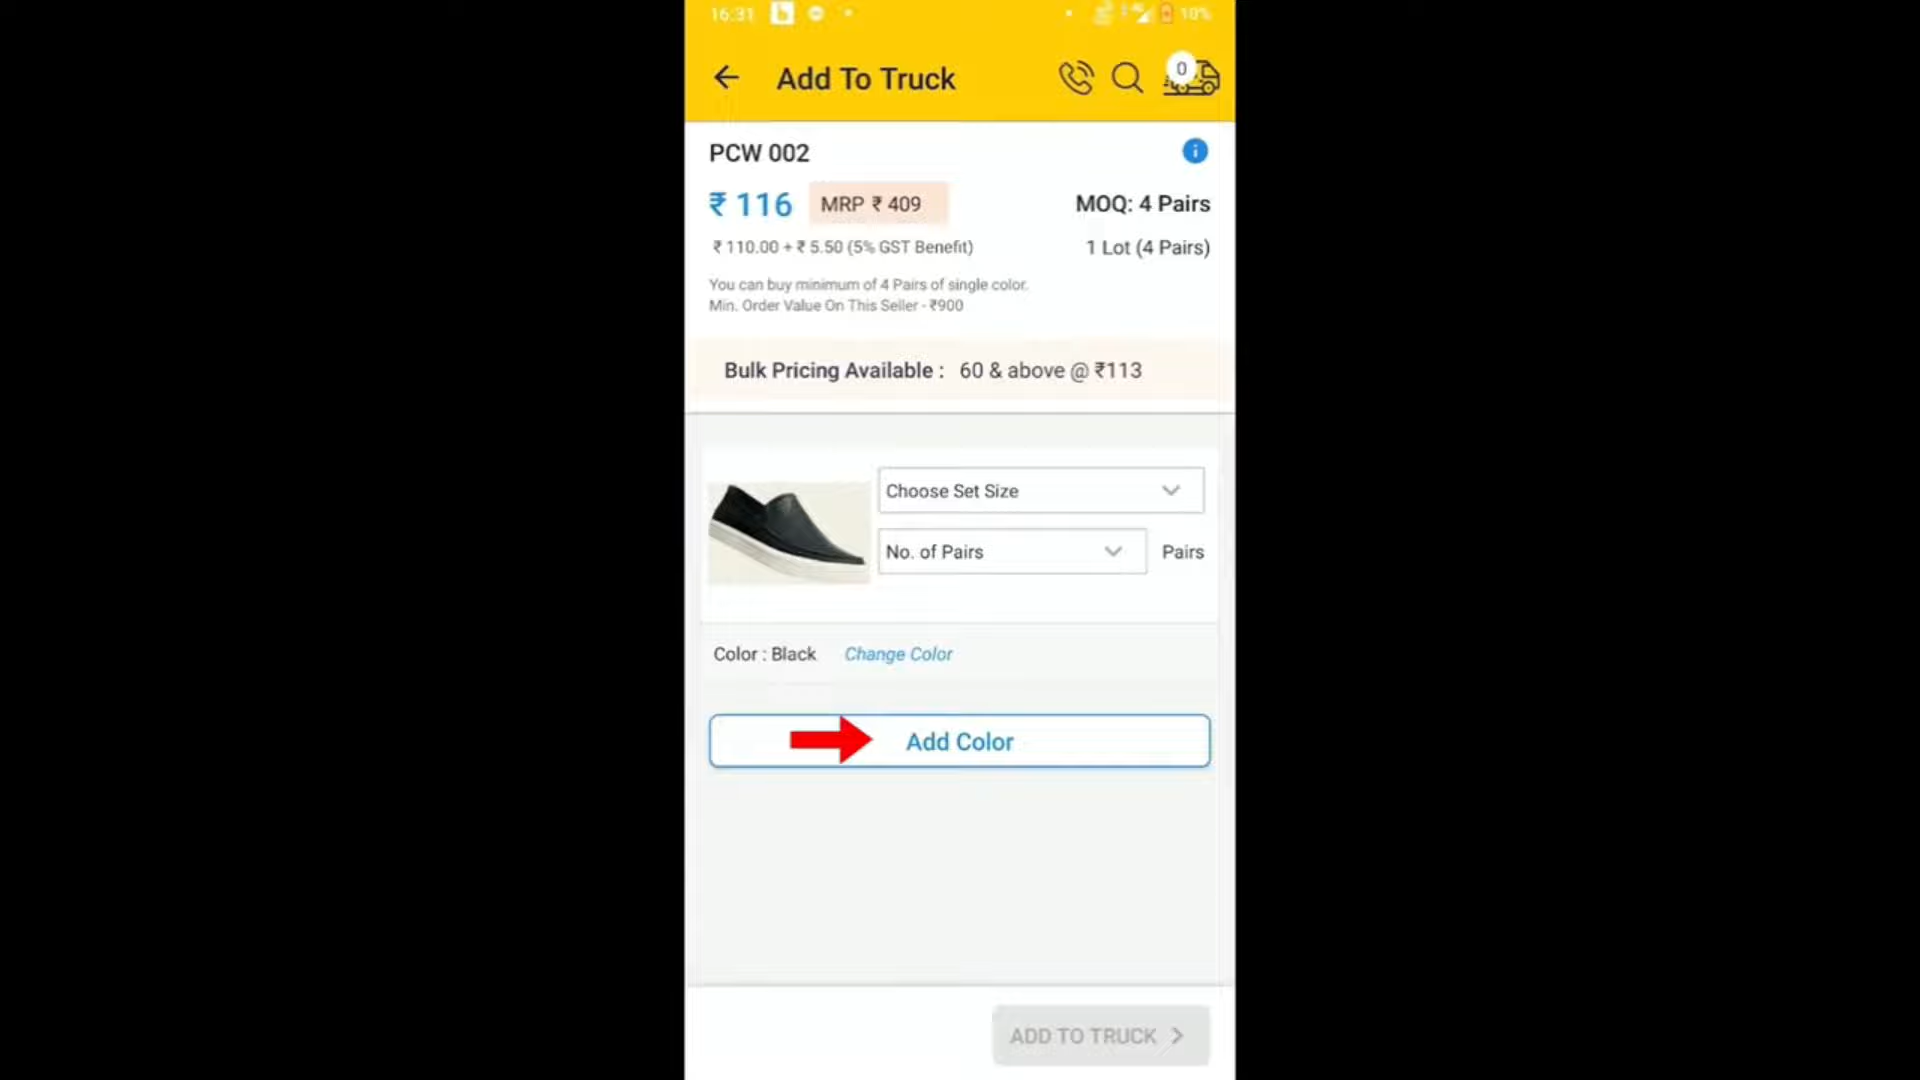 16:31
10%
Add To Truck
0
PCW 002
₹ 116 MRP ₹ 409 MOQ: 4 Pairs
₹ 110.00 + ₹ 5.50 (5% GST Benefit) 1 Lot (4 Pairs)
You can buy minimum of 4 Pairs of single color.
Min. Order Value On This Seller - ₹900
Bulk Pricing Available : 60 & above @ ₹113
Choose Set Size
No. of Pairs Pairs
Color : Black Change Color
Add Color
ADD TO TRUCK